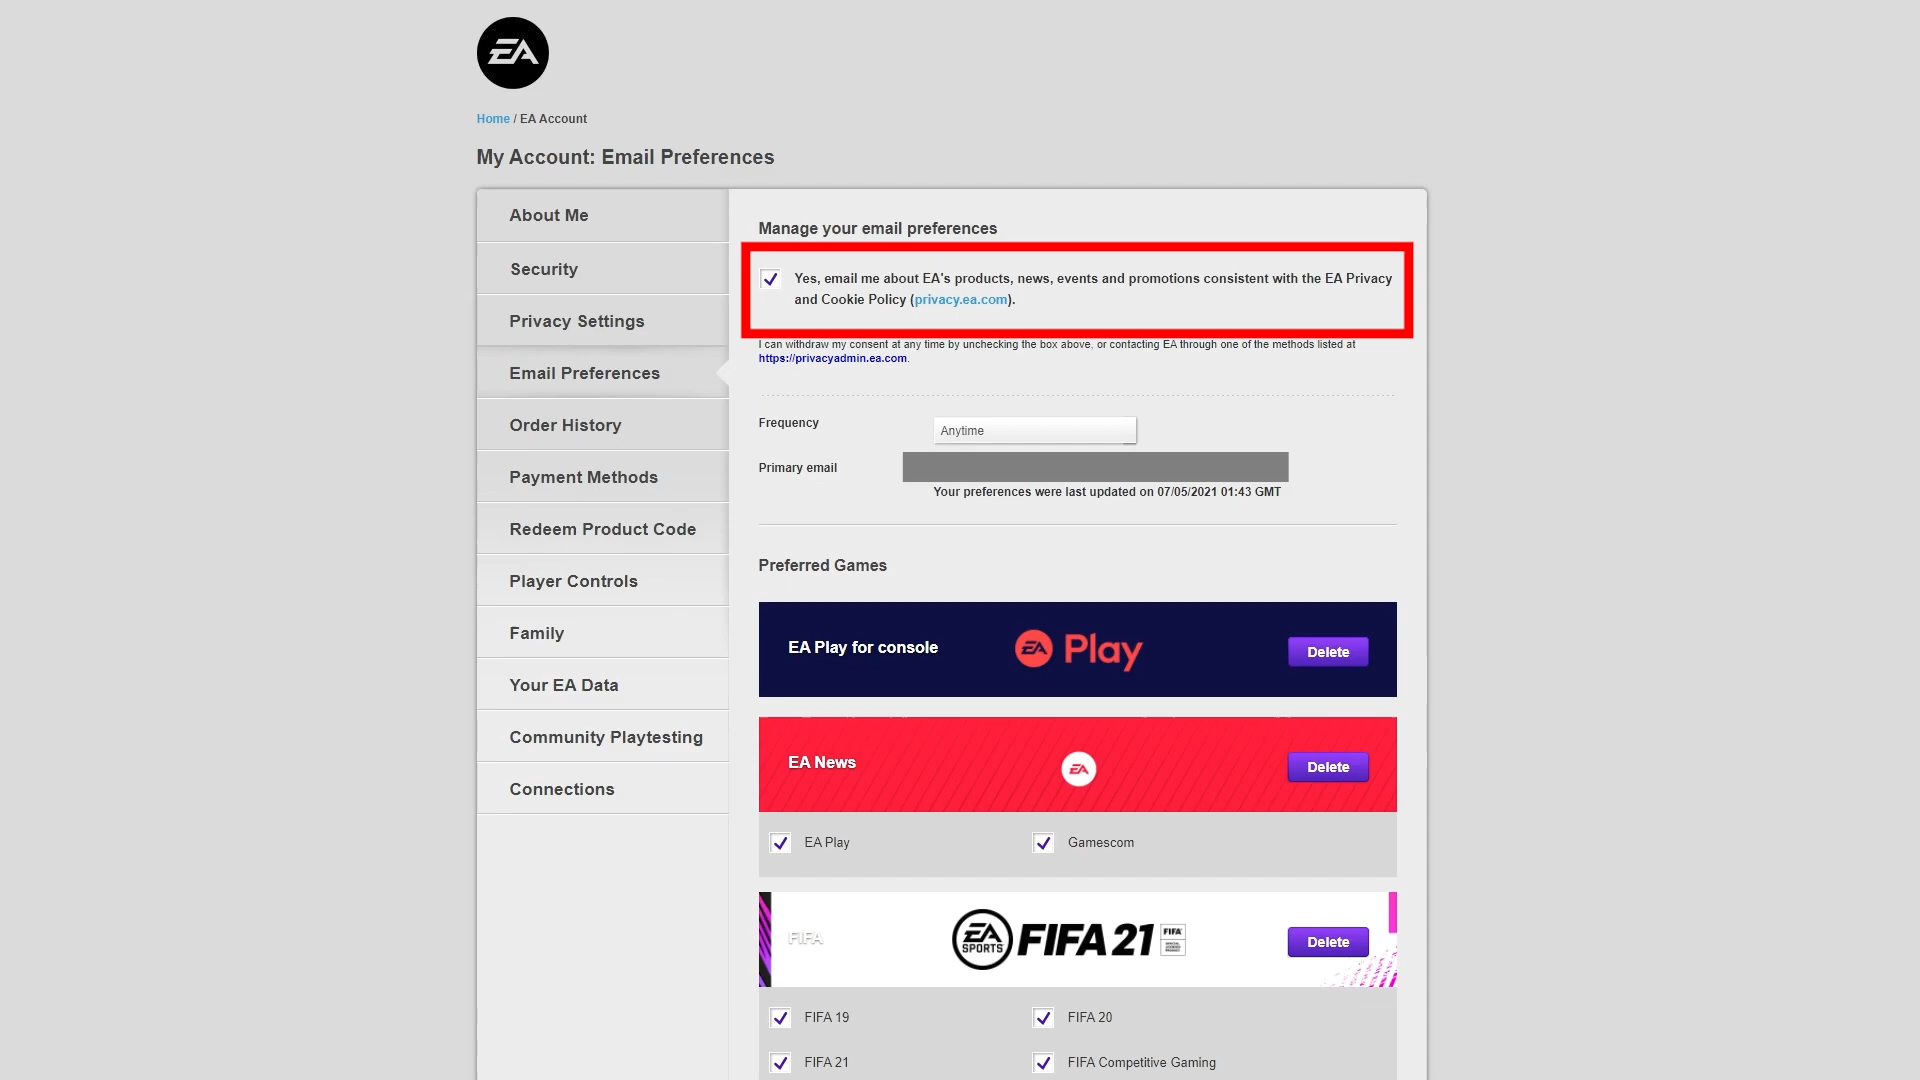 EA
Home / EA Account
My Account: Email Preferences
About Me
Security
Privacy Settings
Email Preferences
Order History
Payment Methods
Redeem Product Code
Player Controls
Family
Your EA Data
Community Playtesting
Connections
Manage your email preferences
Yes, email me about EA's products, news, events and promotions consistent with the EA Privacy
and Cookie Policy (privacy.ea.com).
I can withdraw my consent at any time by unchecking the box above, or contacting EA through one of the methods listed at
https://privacyadmin.ea.com.
Frequency
Anytime
Primary email
Your preferences were last updated on 07/05/2021 01:43 GMT
Preferred Games
EA Play for console
EA Play
Delete
EA News
EA
Delete
EA Play
Gamescom
FIFA
EA SPORTS FIFA 21 FIFA
Delete
FIFA 19
FIFA 20
FIFA 21
FIFA Competitive Gaming